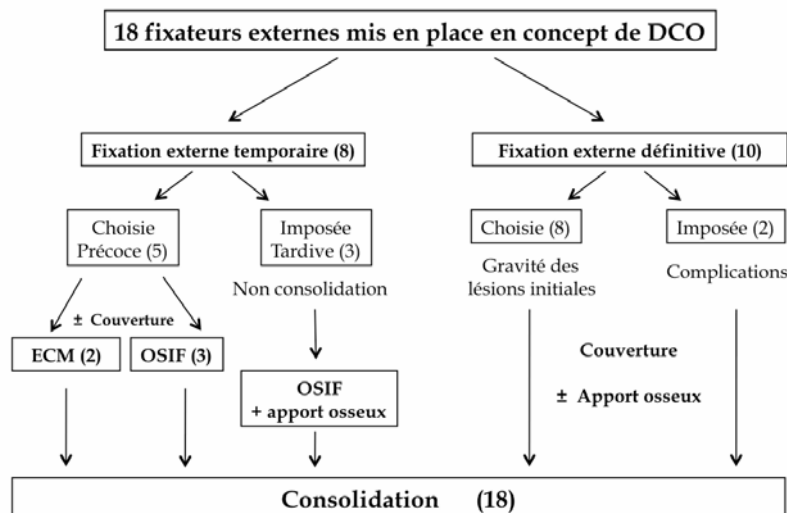 18 fixateurs externes mis en place en concept de DCO
Fixation externe temporaire (8)
Fixation externe définitive (10)
Choisie
Précoce (5)
Imposée
Tardive (3)
Choisie (8)
Imposée (2)
Non consolidation
Gravité des
lésions initiales
Complications
± Couverture
ECM (2)
OSIF (3)
OSIF
+ apport osseux
Couverture
± Apport osseux
Consolidation (18)